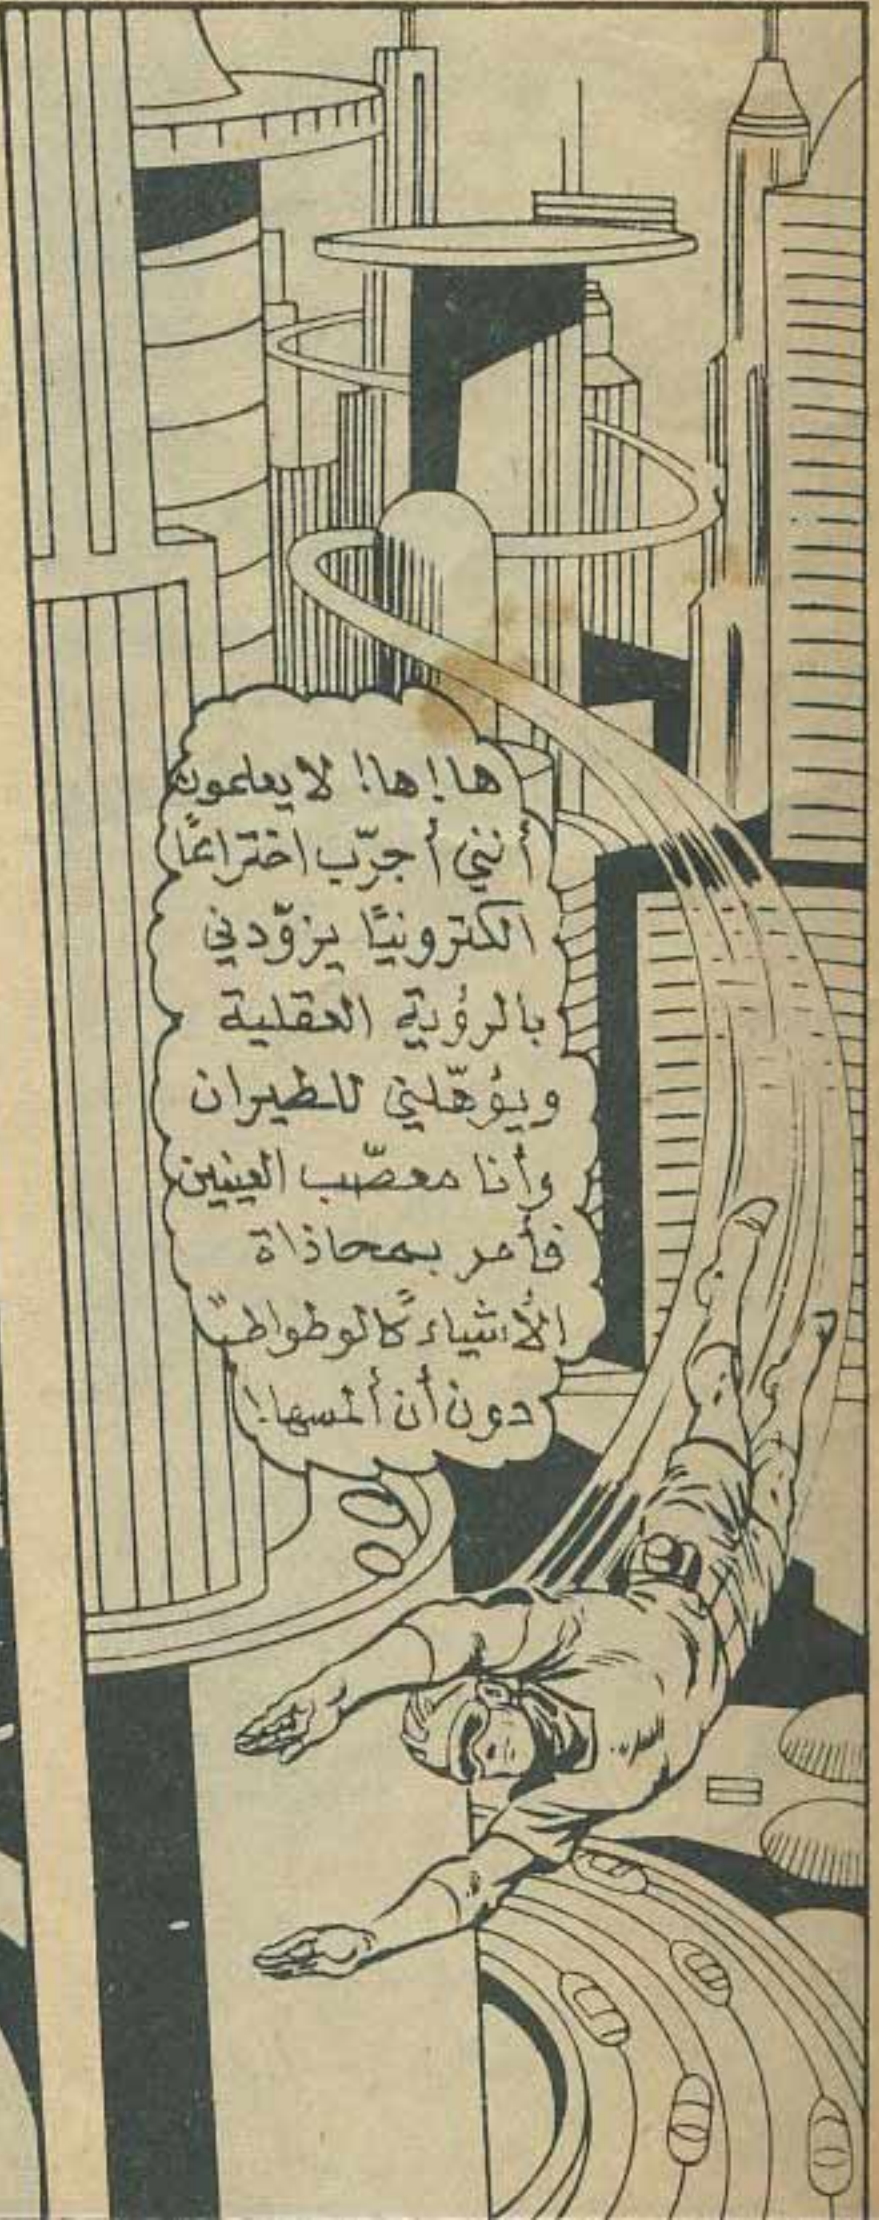 ها! ها! لا يعلمون
أنني أجرّب اختراعًا
الكترونيًا يزوّدني
بالرؤية العقلية
ويؤهّلني للطيران
وأنا معصّب العينين
فأمر بمحاذاة
الأشياء "كالوطواط"
دون أن ألمسها!